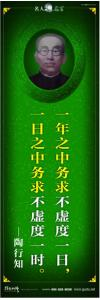 名人名言
一年之中务求不虚度一日，
一日之中务求不虚度一时。
——陶行知